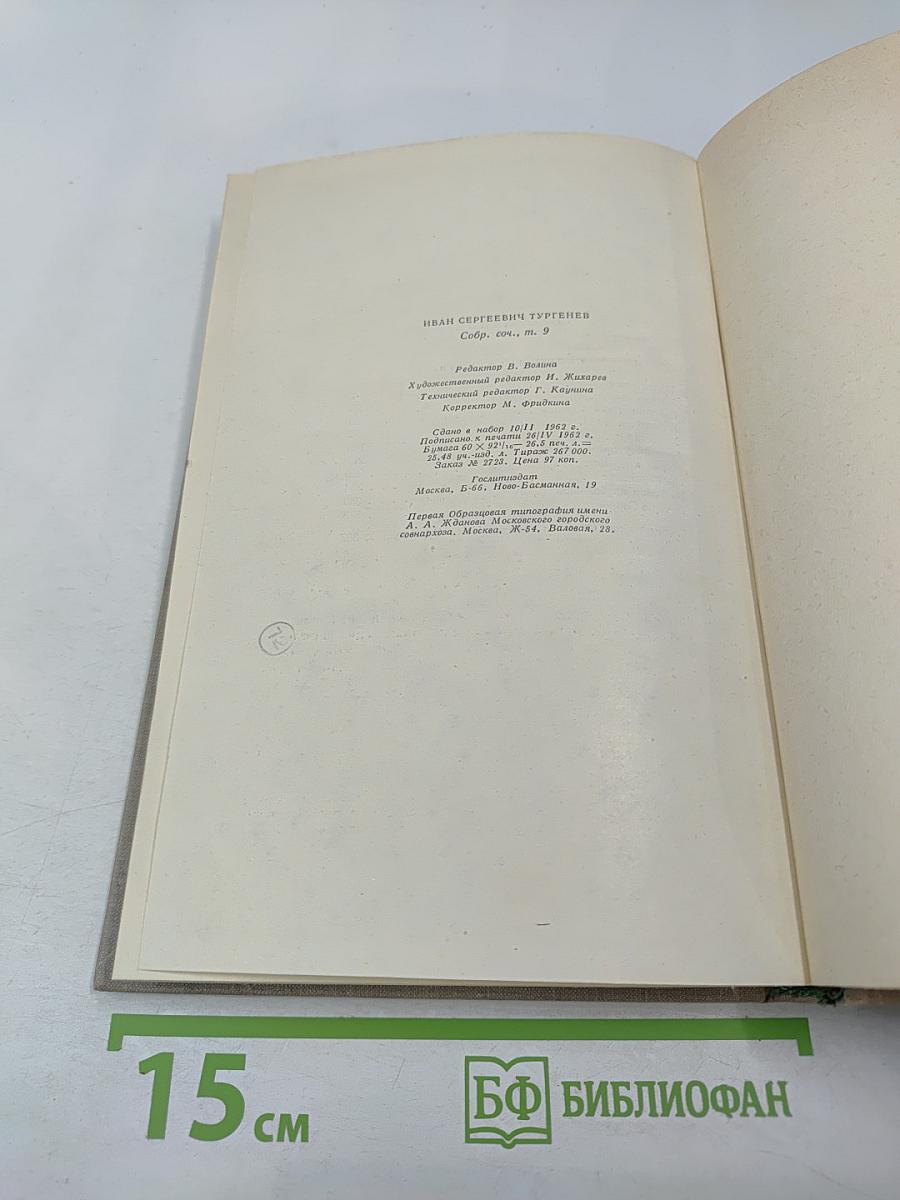 ИВАН СЕРГЕЕВИЧ ТУРГЕНЕВ
Собр. соч., т. 9
Редактор В. Волина
Художественный редактор И. Жихарев
Технический редактор Г. Каунина
Корректор М. Фридкина
Сдано в набор 10/II 1962 г.
Подписано к печати 26/IV 1962 г.
Бумага 60 × 92¹/₁₆— 26,5 печ. л.=
25,48 уч.-изд. л. Тираж 267 000.
Заказ № 2723. Цена 97 коп.
Гослитиздат
Москва, Б-66, Ново-Басманная, 19
Первая Образцовая типография имени
А. А. Жданова Московского городского
совнархоза. Москва, Ж-54, Валовая, 28.
15 см
БФ БИБЛИОФАН